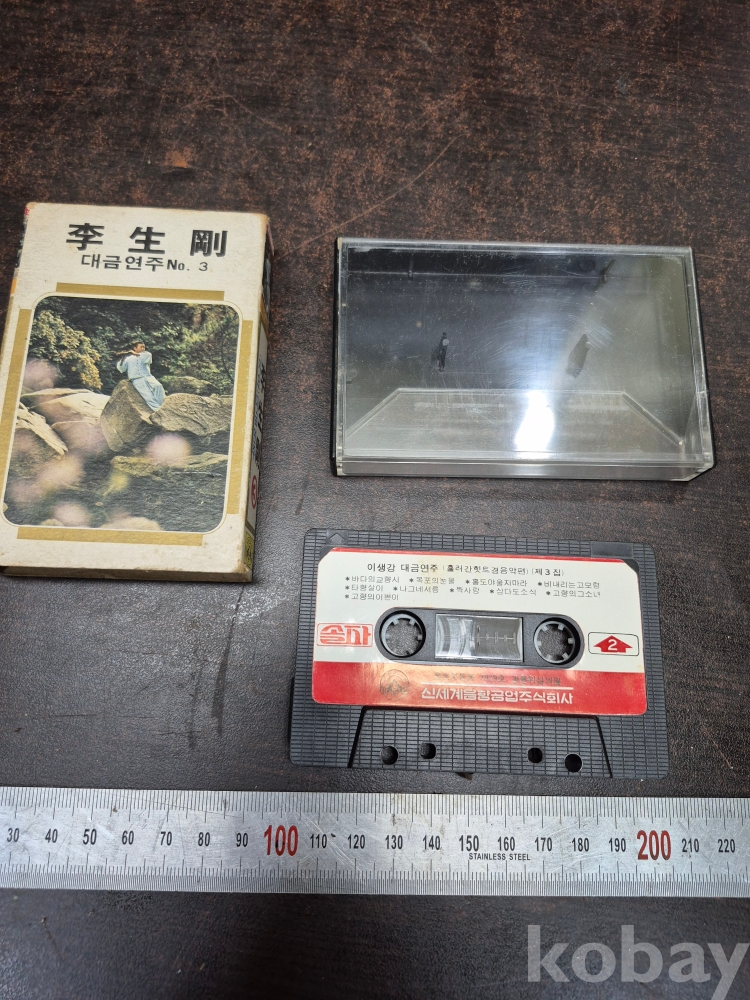 李生剛
대금연주 No. 3
이생강 대금연주 (흘러간힛트경음악편) (제3집)
*바다의교향시 *목포의눈물 *홍도야울지마라 *비내리는고모령
*타향살이 *나그네서름 *짝사랑 *삼다도소식 *고향의그소녀
*고향의이쁜이
송파
2
신세계음향공업주식회사
30 40 50 60 70 80 90 100 110 120 130 140 150 160 170 180 190 200 210 220
STAINLESS STEEL
kobay